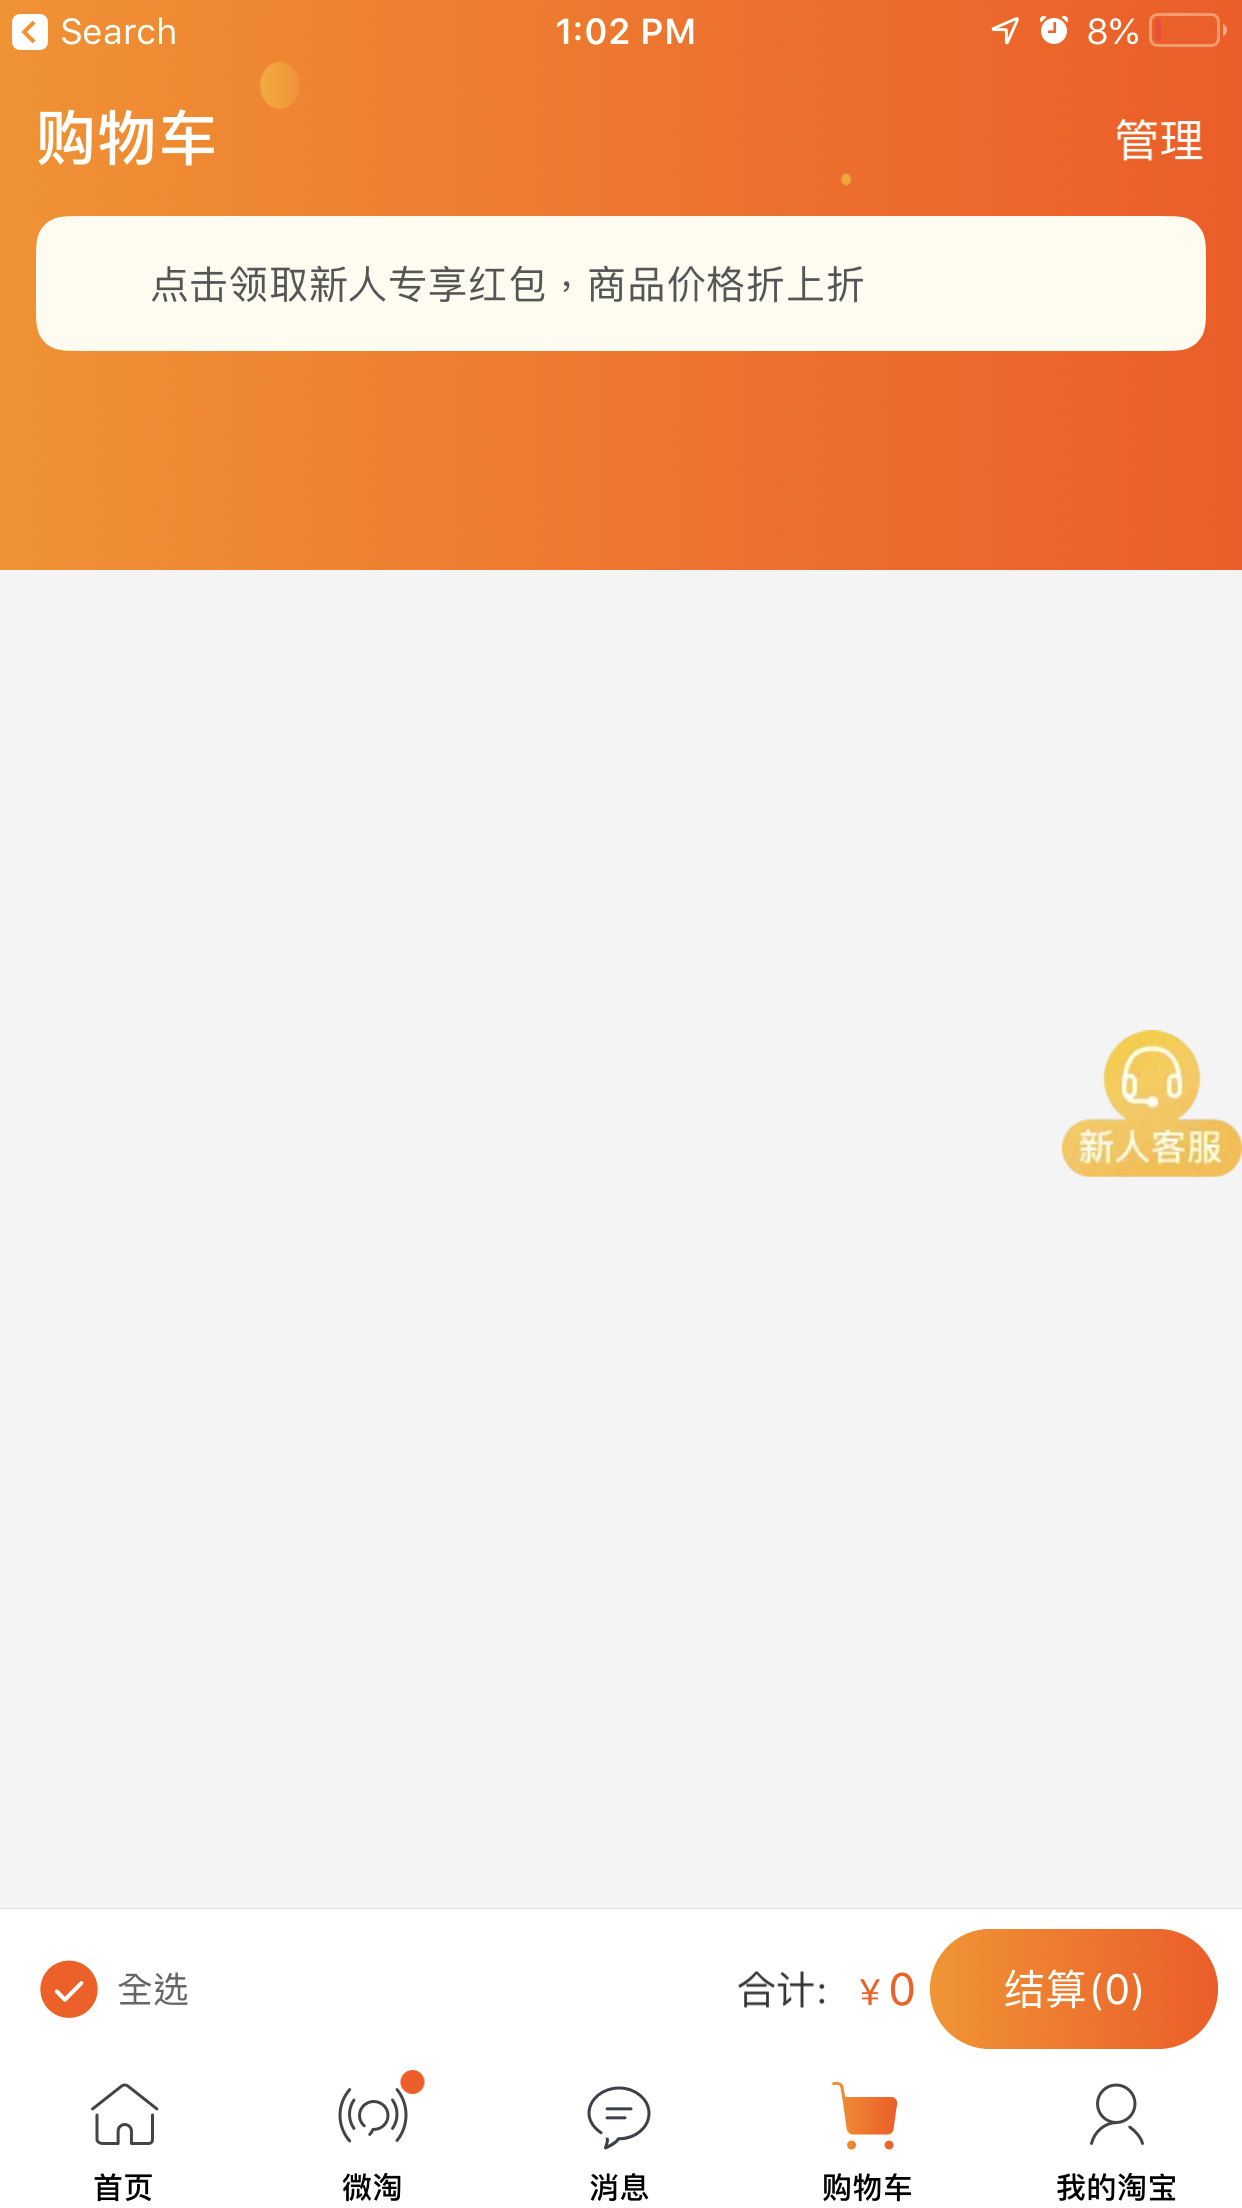 Search
1:02 PM
8%
购物车
管理
点击领取新人专享红包，商品价格折上折
新人客服
全选
合计: ¥0
结算(0)
首页
微淘
消息
购物车
我的淘宝